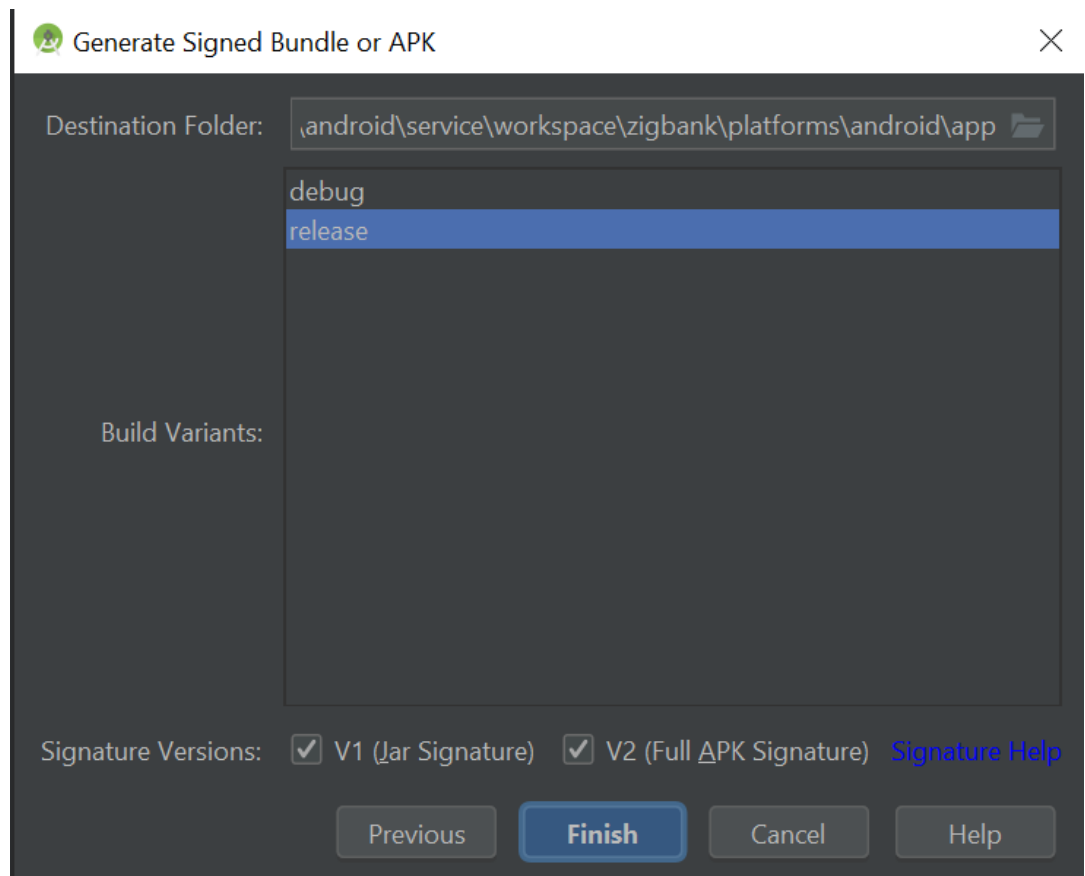 Generate Signed Bundle or APK
Destination Folder: \android\service\workspace\zigbank\platforms\android\app
debug
release
Build Variants:
Signature Versions: V1 (Jar Signature) V2 (Full APK Signature) Signature Help
Previous Finish Cancel Help